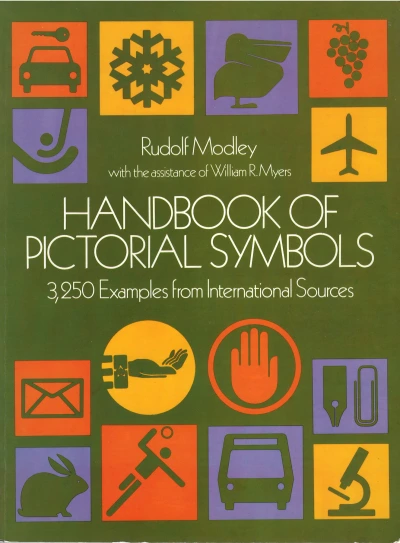 Rudolf Modley
with the assistance of William R. Myers
HANDBOOK OF
PICTORIAL SYMBOLS
3,250 Examples from International Sources